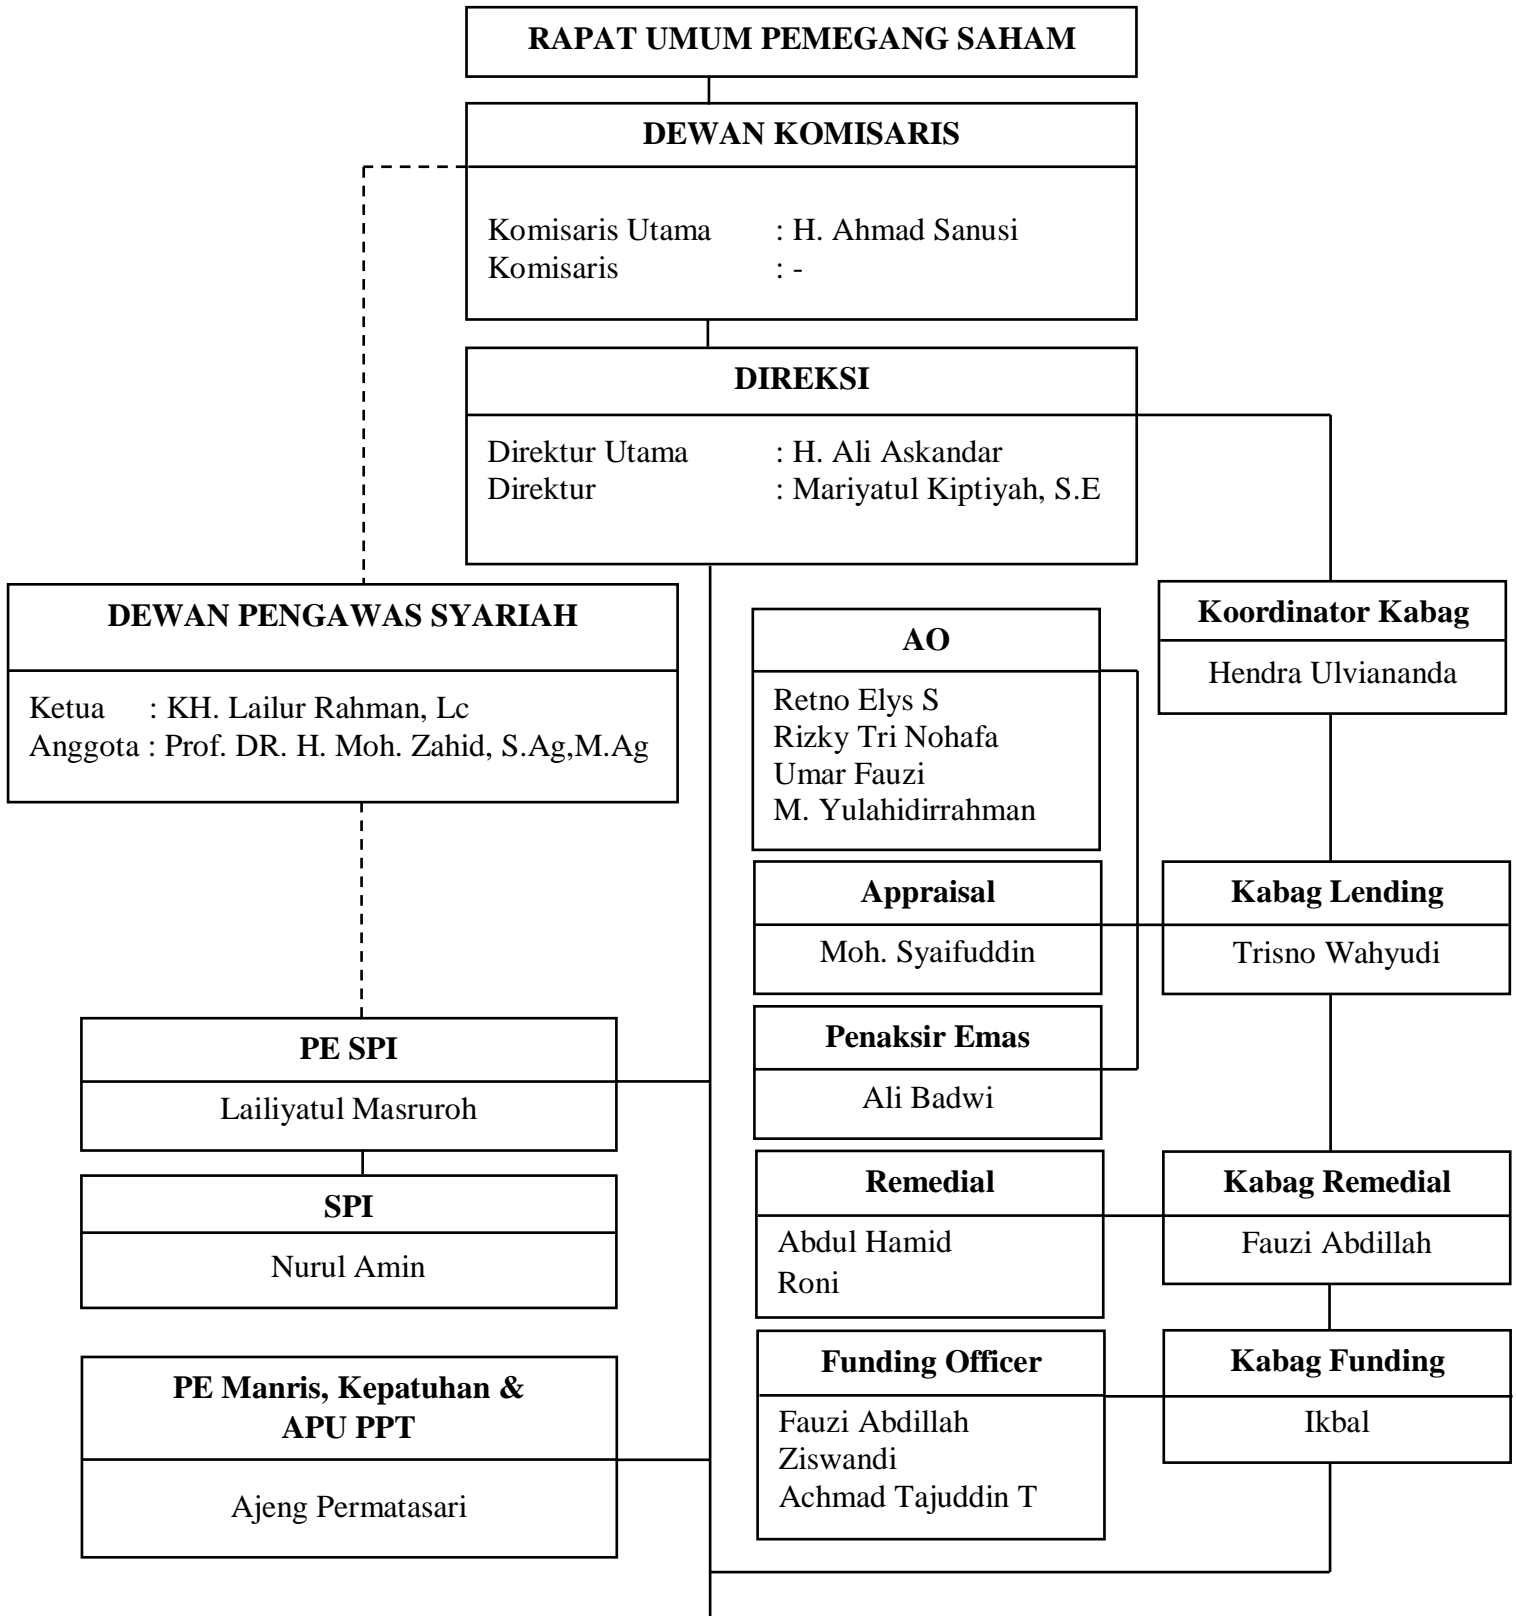 RAPAT UMUM PEMEGANG SAHAM
DEWAN KOMISARIS
Komisaris Utama : H. Ahmad Sanusi
Komisaris : -
DIREKSI
Direktur Utama : H. Ali Askandar
Direktur : Mariyatul Kiptiyah, S.E
DEWAN PENGAWAS SYARIAH
Ketua : KH. Lailur Rahman, Lc
Anggota : Prof. DR. H. Moh. Zahid, S.Ag,M.Ag
Koordinator Kabag
Hendra Ulviananda
AO
Retno Elys S
Rizky Tri Nohafa
Umar Fauzi
M. Yulahidirrahman
Appraisal
Moh. Syaifuddin
Kabag Lending
Trisno Wahyudi
Penaksir Emas
Ali Badwi
PE SPI
Lailiyatul Masruroh
SPI
Nurul Amin
Remedial
Abdul Hamid
Roni
Kabag Remedial
Fauzi Abdillah
Funding Officer
Fauzi Abdillah
Ziswandi
Achmad Tajuddin T
Kabag Funding
Ikbal
PE Manris, Kepatuhan &
APU PPT
Ajeng Permatasari